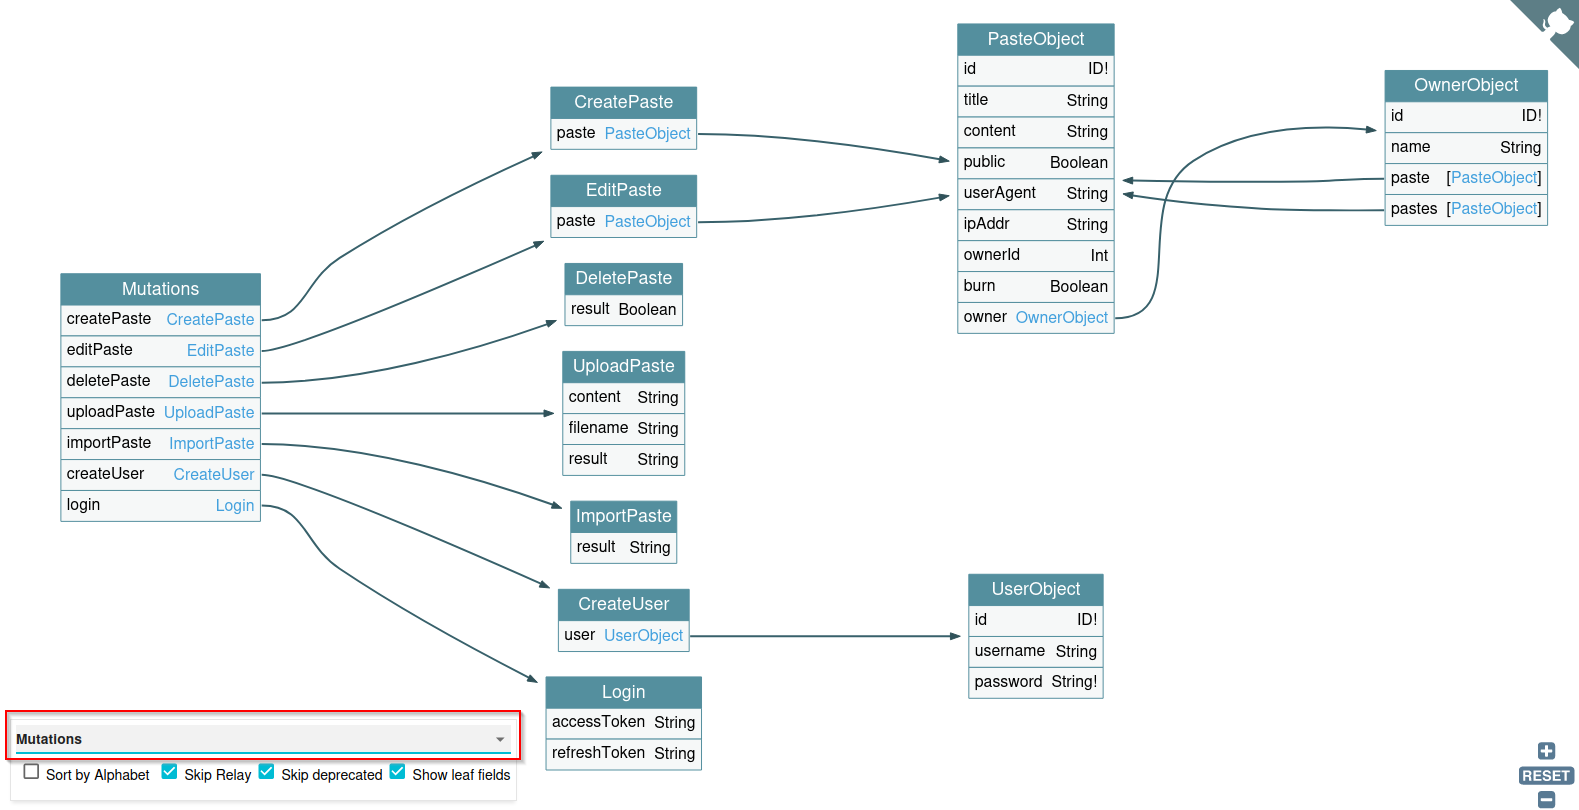 Mutations
createPaste CreatePaste
editPaste EditPaste
deletePaste DeletePaste
uploadPaste UploadPaste
importPaste ImportPaste
createUser CreateUser
login Login
CreatePaste
paste PasteObject
EditPaste
paste PasteObject
DeletePaste
result Boolean
UploadPaste
content String
filename String
result String
ImportPaste
result String
CreateUser
user UserObject
Login
accessToken String
refreshToken String
PasteObject
id ID!
title String
content String
public Boolean
userAgent String
ipAddr String
ownerId Int
burn Boolean
owner OwnerObject
UserObject
id ID!
username String
password String!
OwnerObject
id ID!
name String
paste [PasteObject]
pastes [PasteObject]
Mutations
Sort by Alphabet Skip Relay Skip deprecated Show leaf fields
RESET